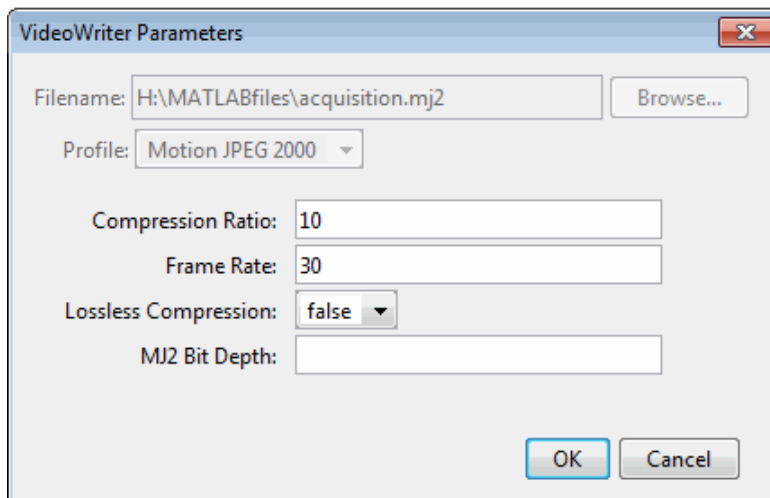 VideoWriter Parameters
Filename: H:\MATLABfiles\acquisition.mj2 Browse...
Profile: Motion JPEG 2000
Compression Ratio: 10
Frame Rate: 30
Lossless Compression: false
MJ2 Bit Depth:
OK Cancel